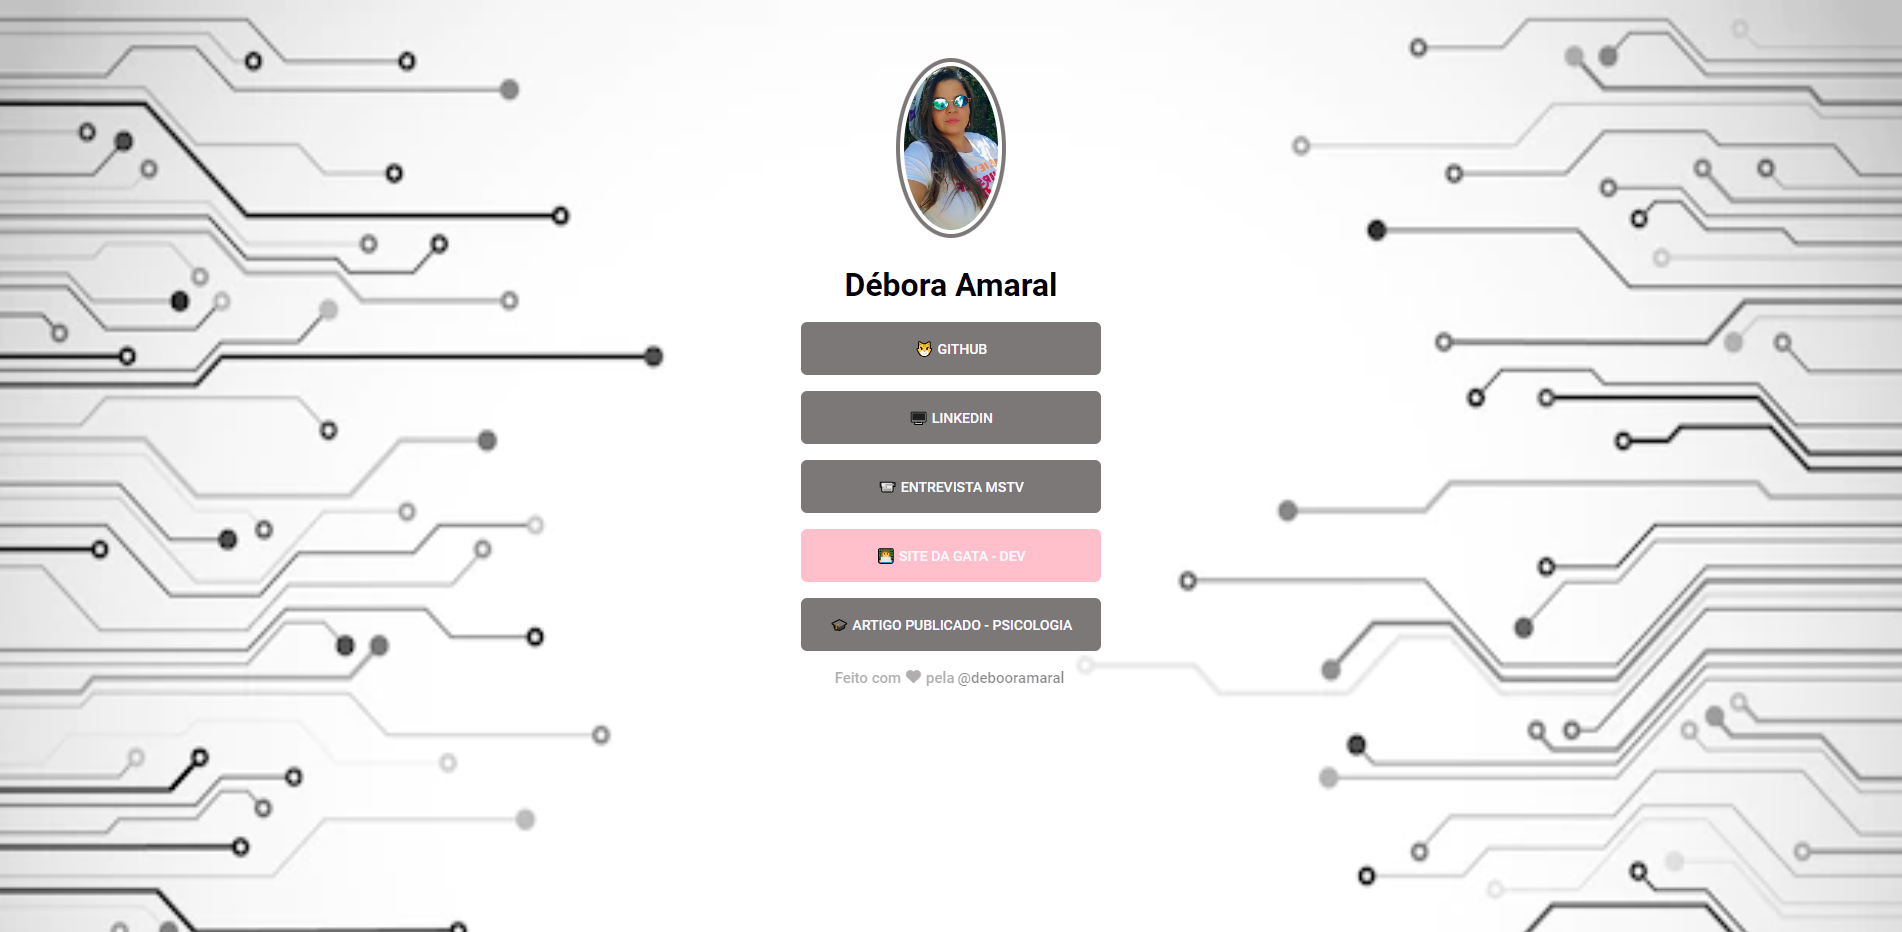 Débora Amaral
GITHUB
LINKEDIN
ENTREVISTA MSTV
SITE DA GATA - DEV
ARTIGO PUBLICADO - PSICOLOGIA
Feito com ♥ pela @debooramaral